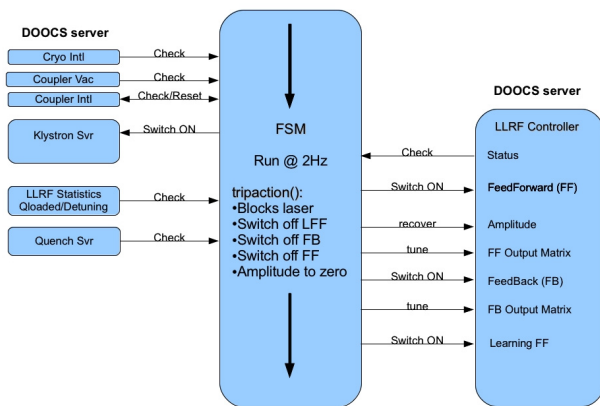 DOOCS server
Cryo Intl
Check
Coupler Vac
Check
Coupler Intl
Check/Reset
Klystron Svr
Switch ON
LLRF Statistics
Qloaded/Detuning
Check
Quench Svr
Check
FSM
Run @ 2Hz
tripaction():
•Blocks laser
•Switch off LFF
•Switch off FB
•Switch off FF
•Amplitude to zero
DOOCS server
LLRF Controller
Check
Status
Switch ON
FeedForward (FF)
recover
Amplitude
tune
FF Output Matrix
Switch ON
FeedBack (FB)
tune
FB Output Matrix
Switch ON
Learning FF